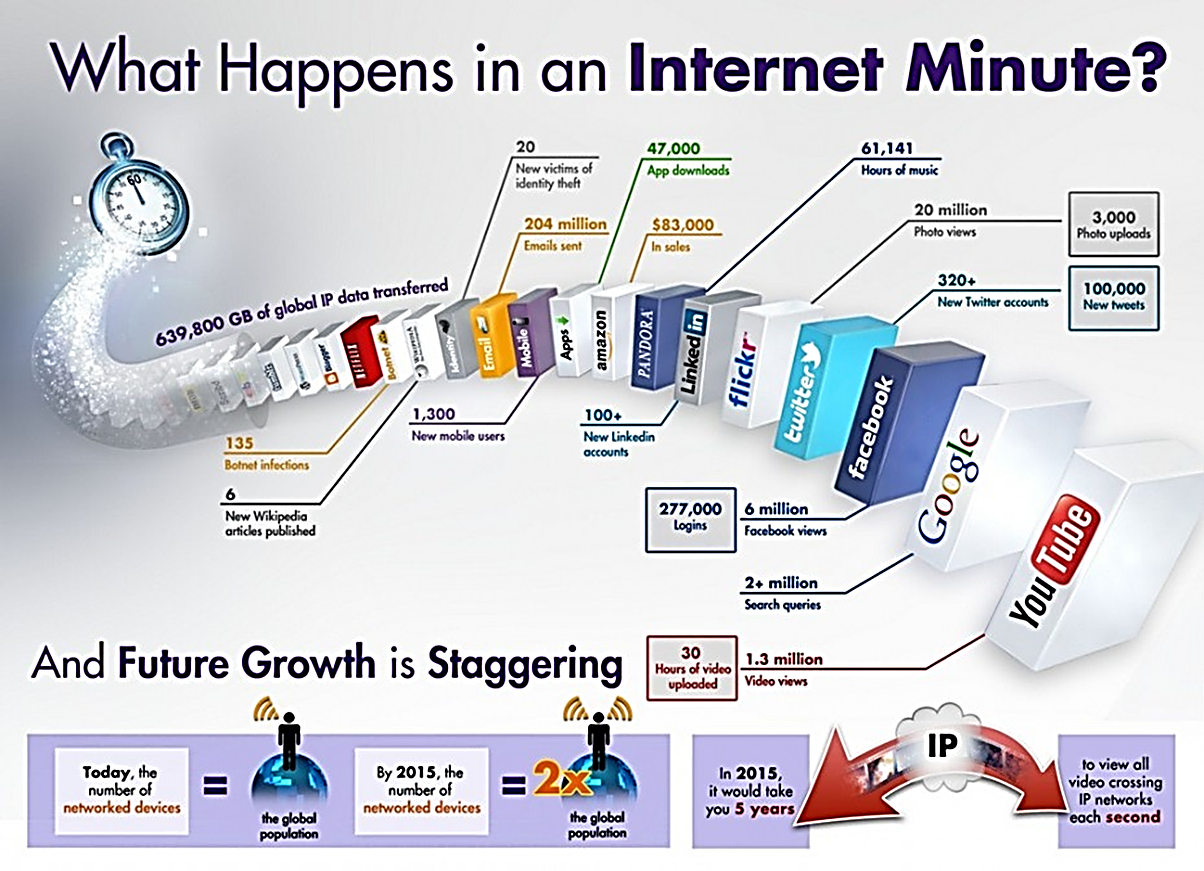 What Happens in an Internet Minute?
60
639,800 GB of global IP data transferred
20
New victims of
identity theft
47,000
App downloads
61,141
Hours of music
204 million
Emails sent
$83,000
In sales
20 million
Photo views
3,000
Photo uploads
320+
New Twitter accounts
100,000
New tweets
Blogger
NETFLIX
Botnet
WIKIPEDIA
Identity
Email
Mobile
Apps
amazon
PANDORA
Linked in
flickr
twitter
facebook
Google
You Tube
135
Botnet infections
6
New Wikipedia
articles published
1,300
New mobile users
100+
New Linkedin
accounts
277,000
Logins
6 million
Facebook views
2+ million
Search queries
30
Hours of video
uploaded
1.3 million
Video views
And Future Growth is Staggering
Today, the
number of
networked devices
=
the global
population
By 2015, the
number of
networked devices
= 2x
the global
population
In 2015,
it would take
you 5 years
IP
to view all
video crossing
IP networks
each second